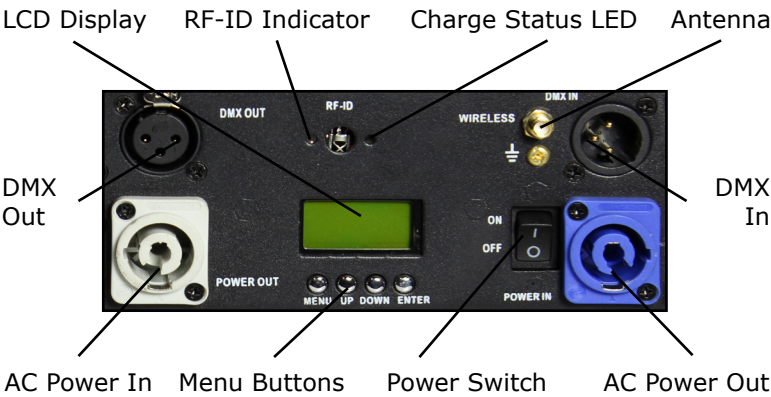 LCD Display RF-ID Indicator Charge Status LED Antenna
DMX IN
DMX OUT RF-ID WIRELESS
DMX
Out
DMX
In
ON
OFF
POWER OUT
MENU UP DOWN ENTER POWER IN
AC Power In Menu Buttons Power Switch AC Power Out